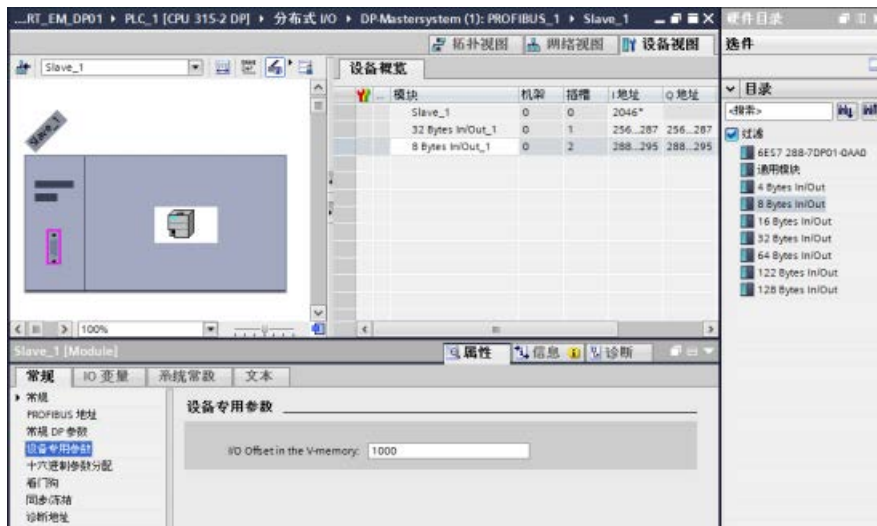 ...RT_EM_DP01 ▸ PLC_1 [CPU 315-2 DP] ▸ 分布式 I/O ▸ DP-Mastersystem (1): PROFIBUS_1 ▸ Slave_1
硬件目录
拓扑视图 网络视图 设备视图
选件
Slave_1
设备概览
目录
... 模块 机架 插槽 I 地址 Q 地址
<搜索>
Slave_1 0 0 2046*
过滤
32 Bytes In/Out_1 0 1 256...287 256...287
8 Bytes In/Out_1 0 2 288...295 288...295
Slave_1
6ES7 288-7DP01-0AA0
通用模块
4 Bytes In/Out
8 Bytes In/Out
16 Bytes In/Out
32 Bytes In/Out
64 Bytes In/Out
122 Bytes In/Out
128 Bytes In/Out
100%
Slave_1 [Module]
属性 信息 诊断
常规 IO 变量 系统常数 文本
常规
PROFIBUS 地址
常规 DP 参数
设备专用参数
十六进制参数分配
看门狗
同步/冻结
诊断地址
设备专用参数
I/O Offset in the V-memory: 1000